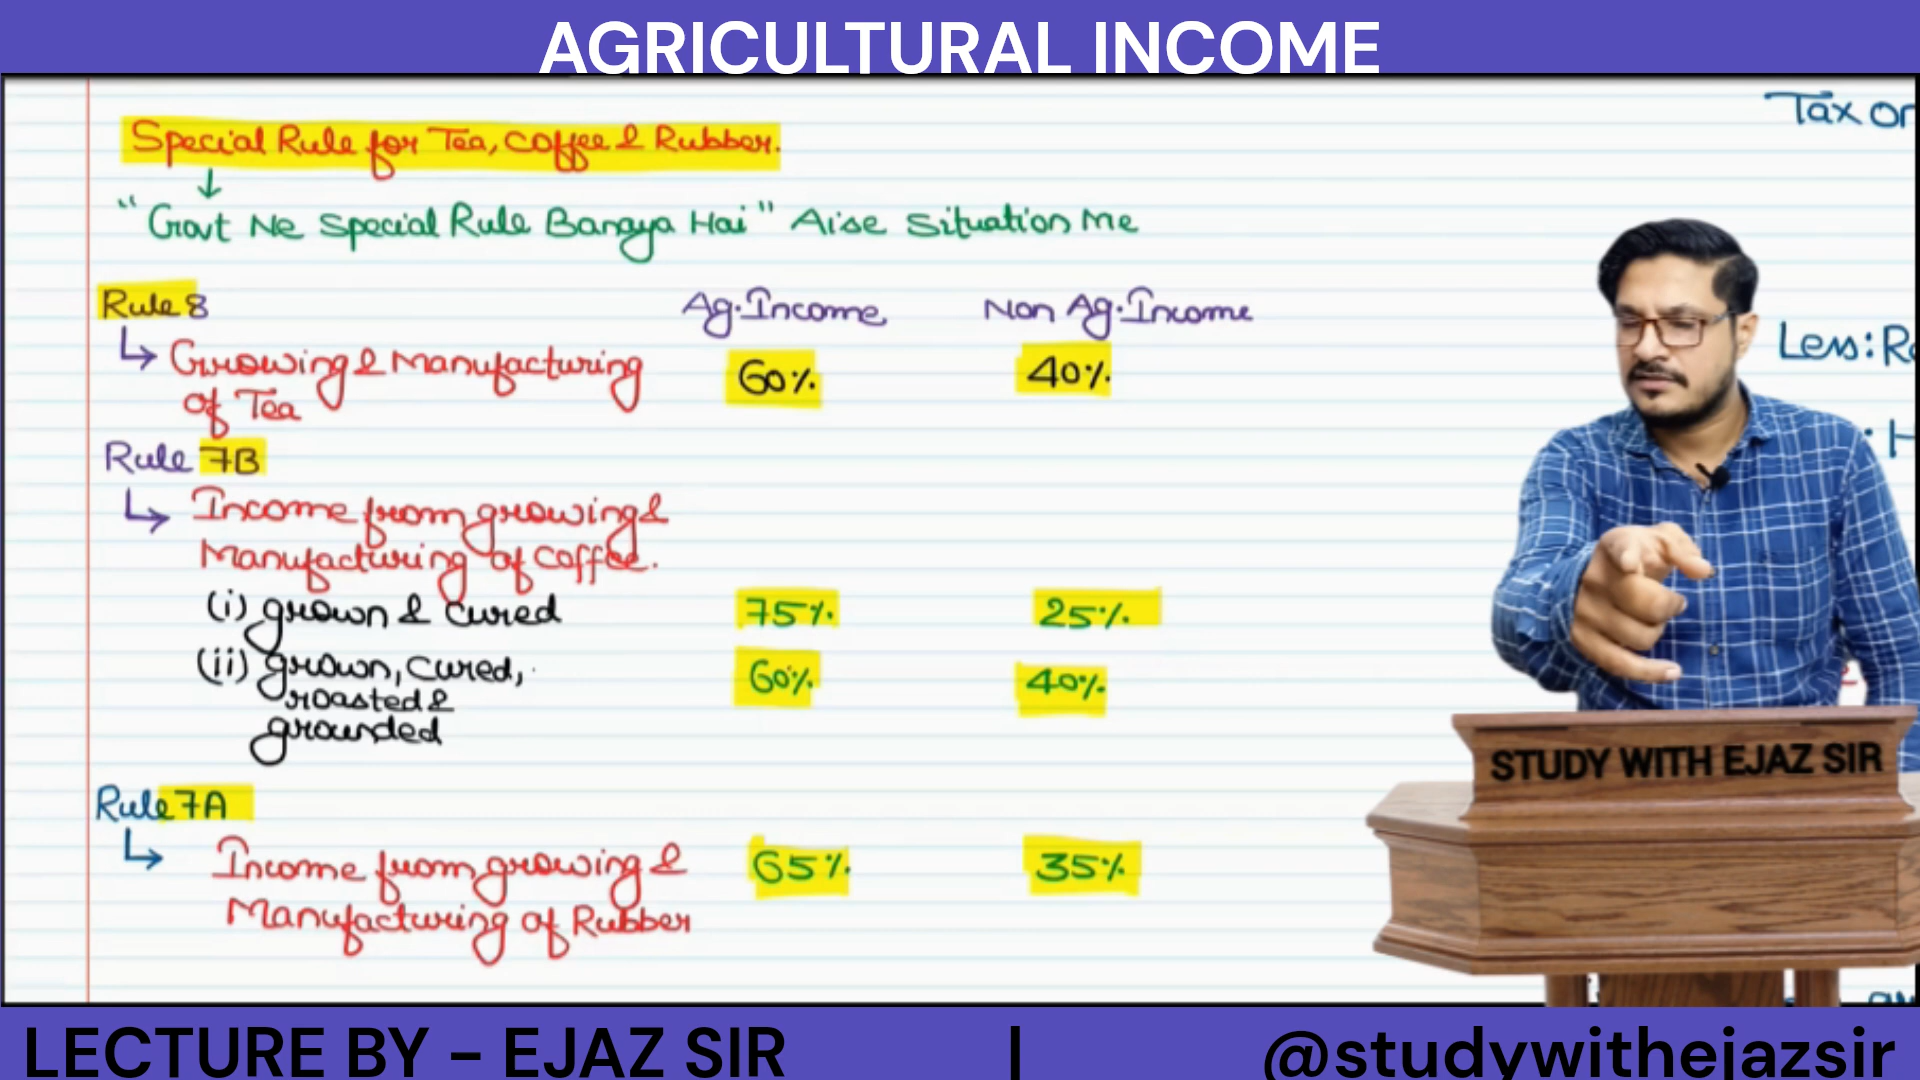 AGRICULTURAL INCOME
Tax on
Special Rule for Tea, Coffee & Rubber.
"Govt Ne Special Rule Banaya Hai" Aise Situation Me
Rule 8 Ag. Income Non Ag. Income
Growing & Manufacturing 60% 40%
of Tea
Less:
Rule 7B
Income from growing &
Manufacturing of Coffee.
(i) grown & cured 75% 25%
(ii) grown, cured, 60% 40%
roasted &
grounded
STUDY WITH EJAZ SIR
Rule 7A
Income from growing & 65% 35%
Manufacturing of Rubber
LECTURE BY - EJAZ SIR | @studywithejazsir